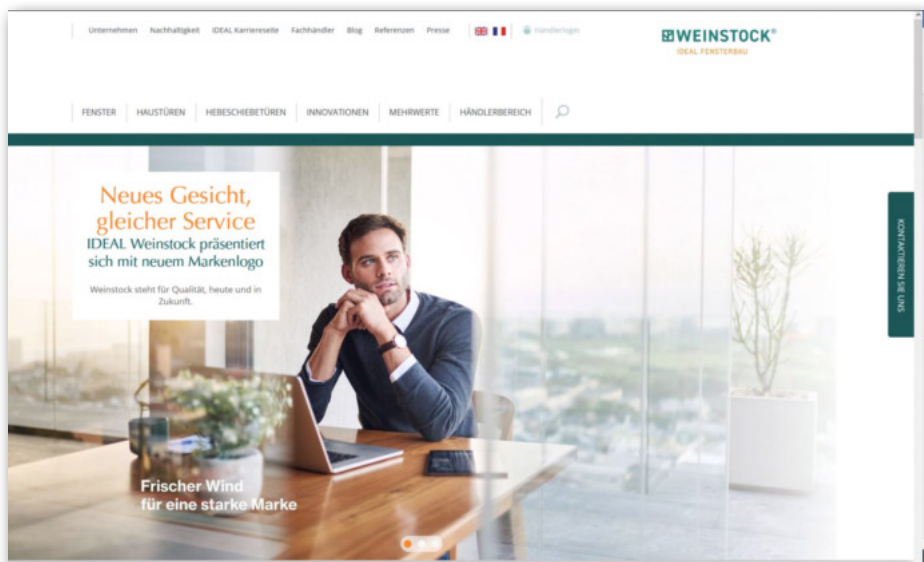 Unternehmen Nachhaltigkeit IDEAL Karriereseite Fachhändler Blog Referenzen Presse Händlerlogin
WEINSTOCK®
IDEAL FENSTERBAU
FENSTER HAUSTÜREN HEBESCHIEBETÜREN INNOVATIONEN MEHRWERTE HÄNDLERBEREICH
Neues Gesicht,
gleicher Service
IDEAL Weinstock präsentiert
sich mit neuem Markenlogo
Weinstock steht für Qualität, heute und in
Zukunft.
KONTAKTIEREN SIE UNS
Frischer Wind
für eine starke Marke